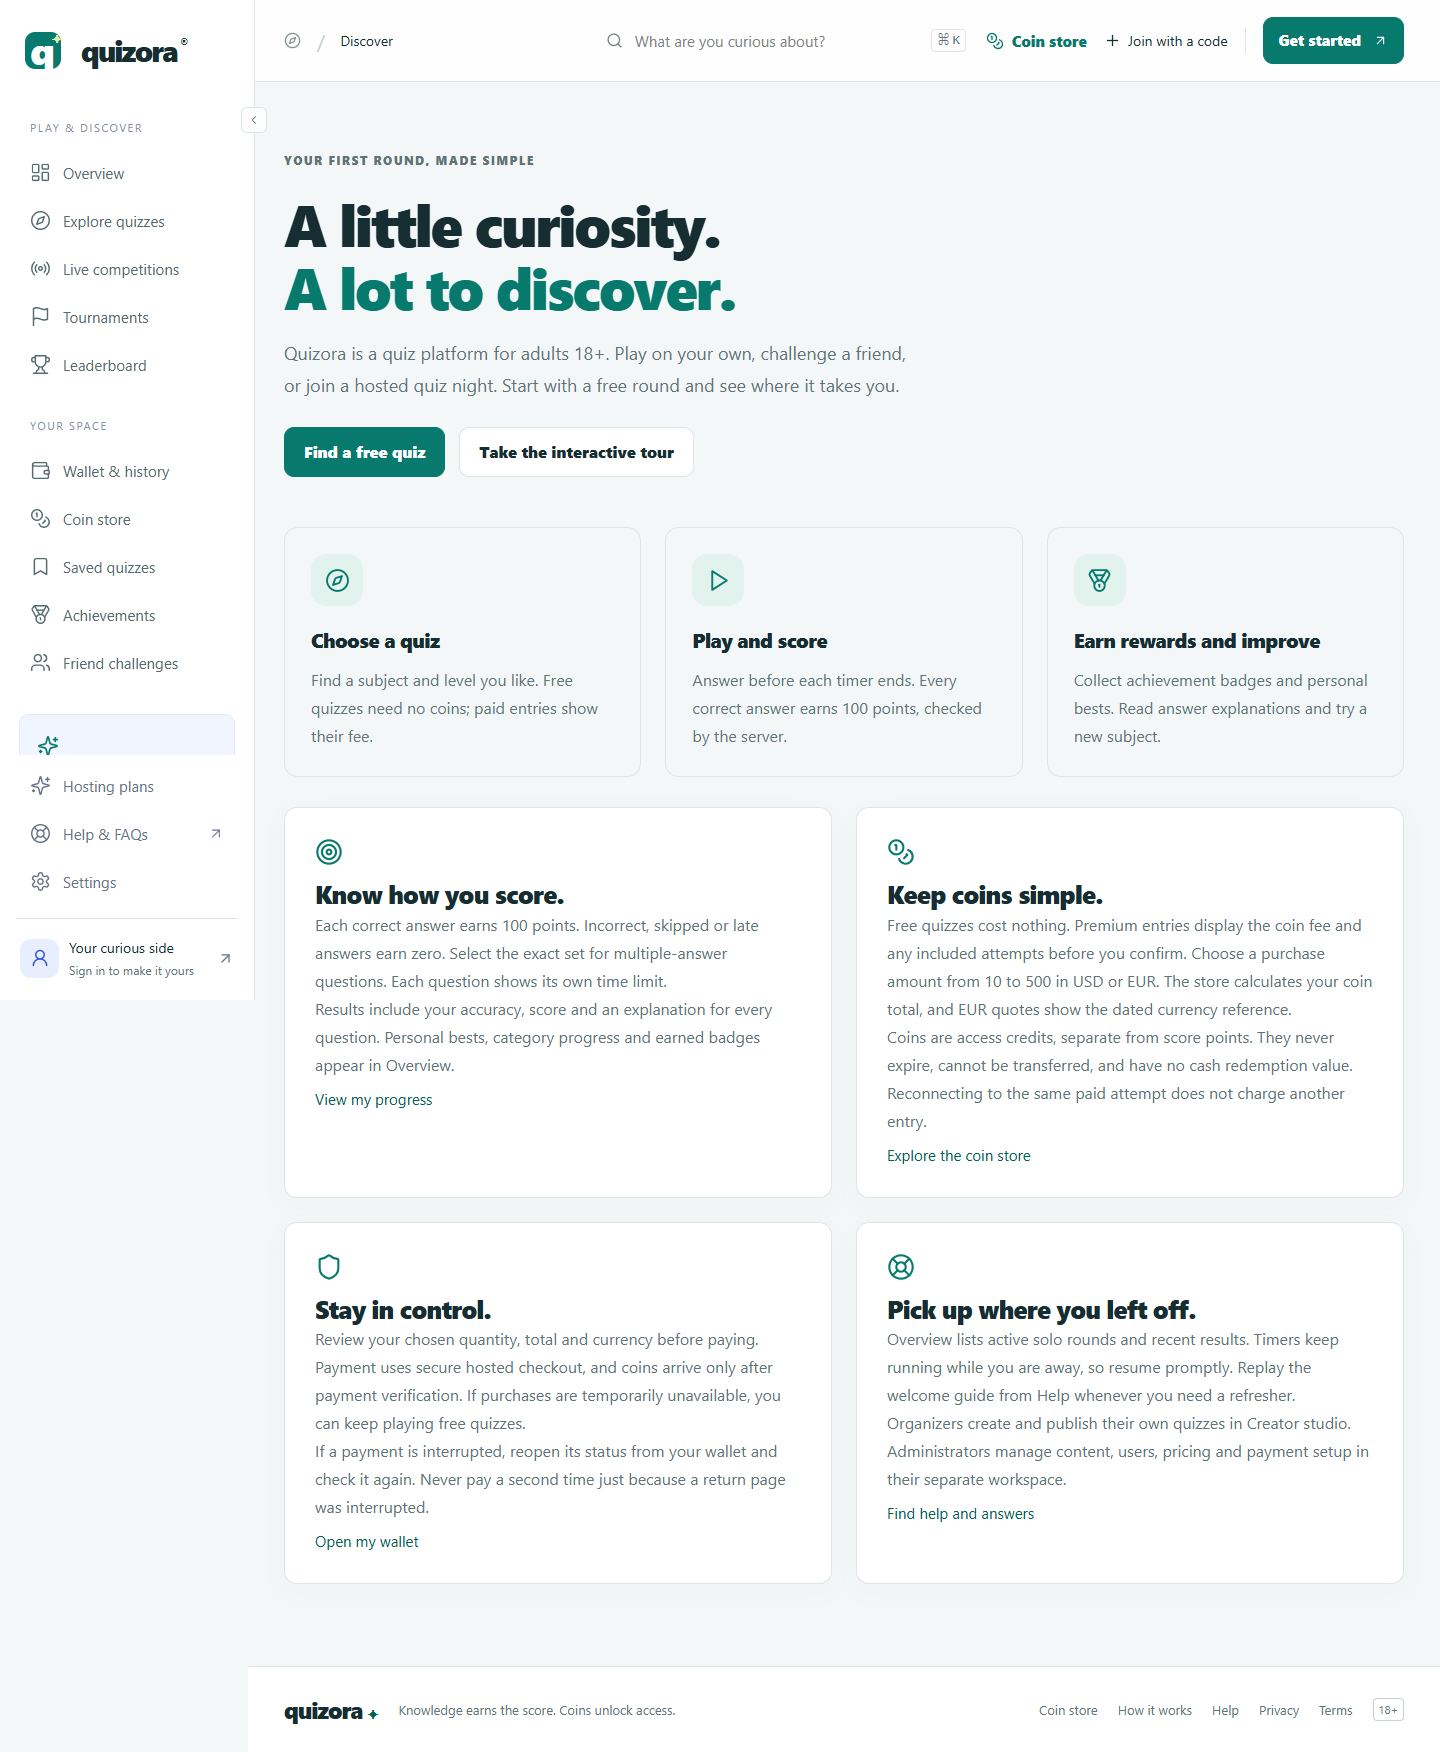 quizora®
PLAY & DISCOVER
Overview
Explore quizzes
Live competitions
Tournaments
Leaderboard
YOUR SPACE
Wallet & history
Coin store
Saved quizzes
Achievements
Friend challenges
Hosting plans
Help & FAQs
Settings
Your curious side
Sign in to make it yours
/ Discover
What are you curious about?
⌘ K
Coin store
Join with a code
Get started
YOUR FIRST ROUND, MADE SIMPLE
A little curiosity.
A lot to discover.
Quizora is a quiz platform for adults 18+. Play on your own, challenge a friend,
or join a hosted quiz night. Start with a free round and see where it takes you.
Find a free quiz
Take the interactive tour
Choose a quiz
Find a subject and level you like. Free
quizzes need no coins; paid entries show
their fee.
Play and score
Answer before each timer ends. Every
correct answer earns 100 points, checked
by the server.
Earn rewards and improve
Collect achievement badges and personal
bests. Read answer explanations and try a
new subject.
Know how you score.
Each correct answer earns 100 points. Incorrect, skipped or late
answers earn zero. Select the exact set for multiple-answer
questions. Each question shows its own time limit.
Results include your accuracy, score and an explanation for every
question. Personal bests, category progress and earned badges
appear in Overview.
View my progress
Keep coins simple.
Free quizzes cost nothing. Premium entries display the coin fee and
any included attempts before you confirm. Choose a purchase
amount from 10 to 500 in USD or EUR. The store calculates your coin
total, and EUR quotes show the dated currency reference.
Coins are access credits, separate from score points. They never
expire, cannot be transferred, and have no cash redemption value.
Reconnecting to the same paid attempt does not charge another
entry.
Explore the coin store
Stay in control.
Review your chosen quantity, total and currency before paying.
Payment uses secure hosted checkout, and coins arrive only after
payment verification. If purchases are temporarily unavailable, you
can keep playing free quizzes.
If a payment is interrupted, reopen its status from your wallet and
check it again. Never pay a second time just because a return page
was interrupted.
Open my wallet
Pick up where you left off.
Overview lists active solo rounds and recent results. Timers keep
running while you are away, so resume promptly. Replay the
welcome guide from Help whenever you need a refresher.
Organizers create and publish their own quizzes in Creator studio.
Administrators manage content, users, pricing and payment setup in
their separate workspace.
Find help and answers
quizora
Knowledge earns the score. Coins unlock access.
Coin store
How it works
Help
Privacy
Terms
18+